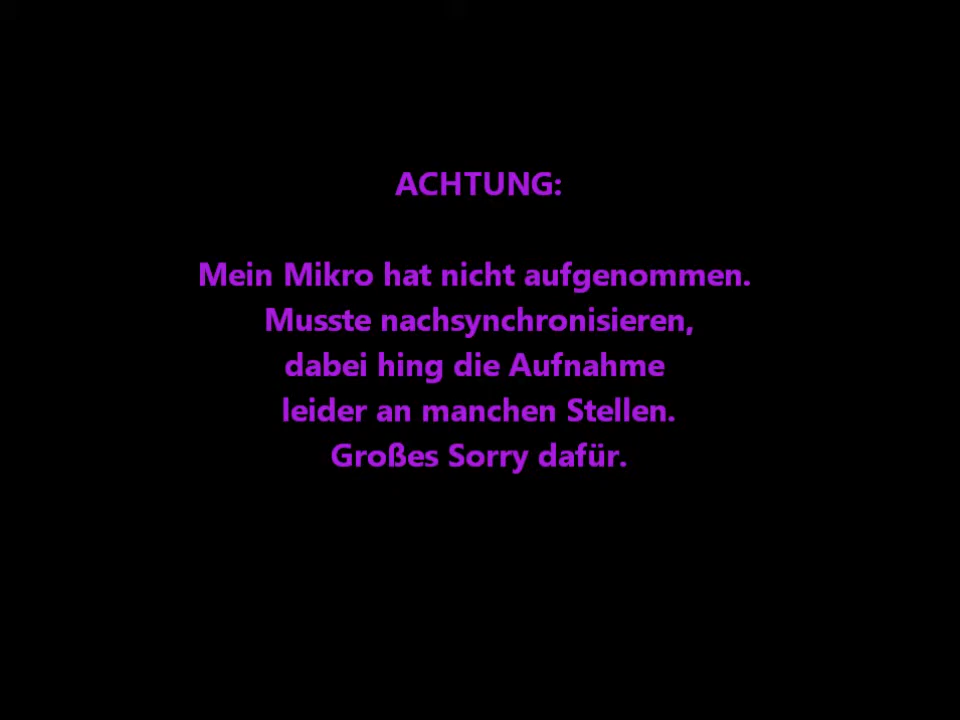 ACHTUNG:
Mein Mikro hat nicht aufgenommen.
Musste nachsynchronisieren,
dabei hing die Aufnahme
leider an manchen Stellen.
Großes Sorry dafür.